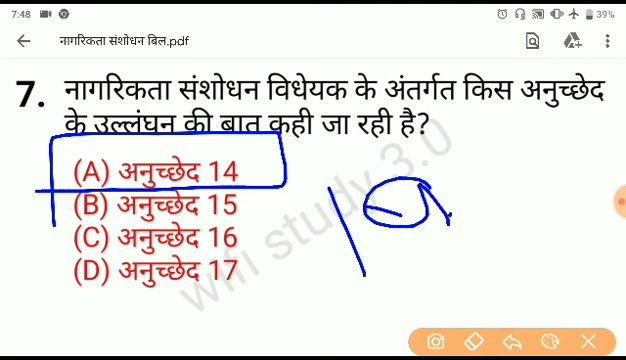 7:48
39%
नागरिकता संशोधन बिल.pdf
7. नागरिकता संशोधन विधेयक के अंतर्गत किस अनुच्छेद
के उल्लंघन की बात कही जा रही है?
(A) अनुच्छेद 14
(B) अनुच्छेद 15
(C) अनुच्छेद 16
(D) अनुच्छेद 17
wifi study 3.0